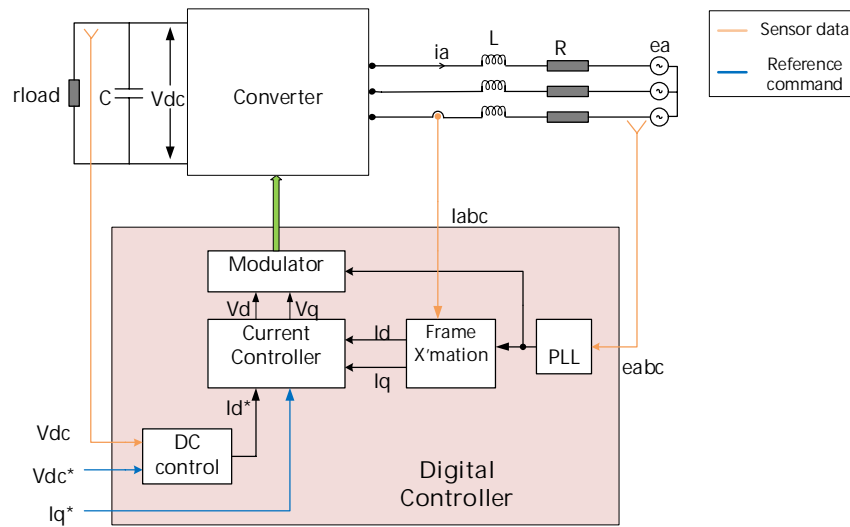 L
R
ea
ia
Sensor data
Reference
command
rload
C
Vdc
Converter
Iabc
Modulator
Vd
Vq
Current
Controller
Id
Iq
Frame
X'mation
PLL
eabc
Id*
Vdc
DC
control
Vdc*
Iq*
Digital
Controller